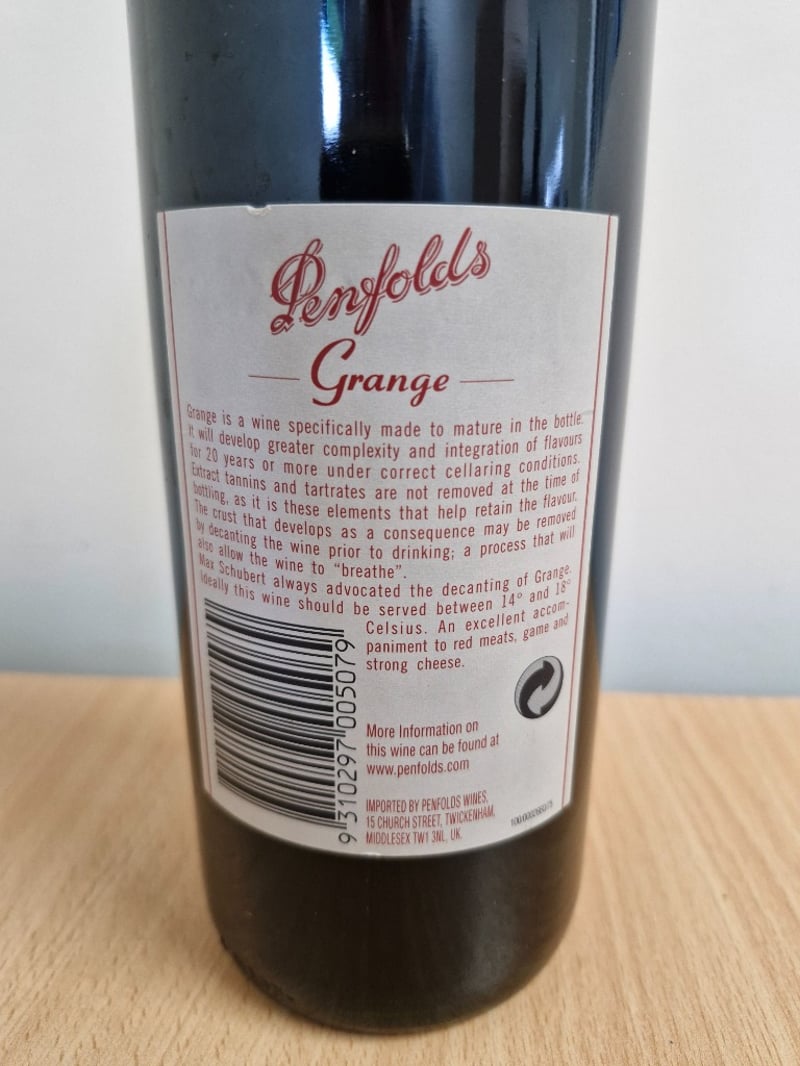 Penfolds
Grange
Grange is a wine specifically made to mature in the bottle.
It will develop greater complexity and integration of flavours
for 20 years or more under correct cellaring conditions.
Extract tannins and tartrates are not removed at the time of
bottling, as it is these elements that help retain the flavour.
The crust that develops as a consequence may be removed
by decanting the wine prior to drinking; a process that will
also allow the wine to “breathe”.
Max Schubert always advocated the decanting of Grange.
Ideally this wine should be served between 14° and 18°
Celsius. An excellent accom-
paniment to red meats, game and
strong cheese.
9 310297 005079
More Information on
this wine can be found at
www.penfolds.com
IMPORTED BY PENFOLDS WINES,
15 CHURCH STREET, TWICKENHAM,
MIDDLESEX TW1 3NL, UK.